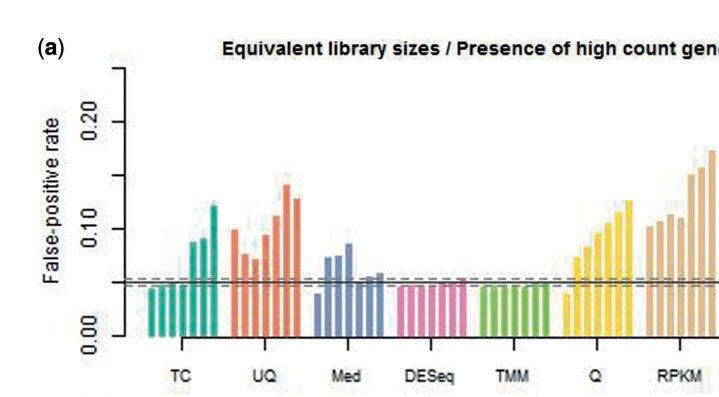 (a)
Equivalent library sizes / Presence of high count gen
False-positive rate
0.20
0.10
0.00
TC UQ Med DESeq TMM Q RPKM